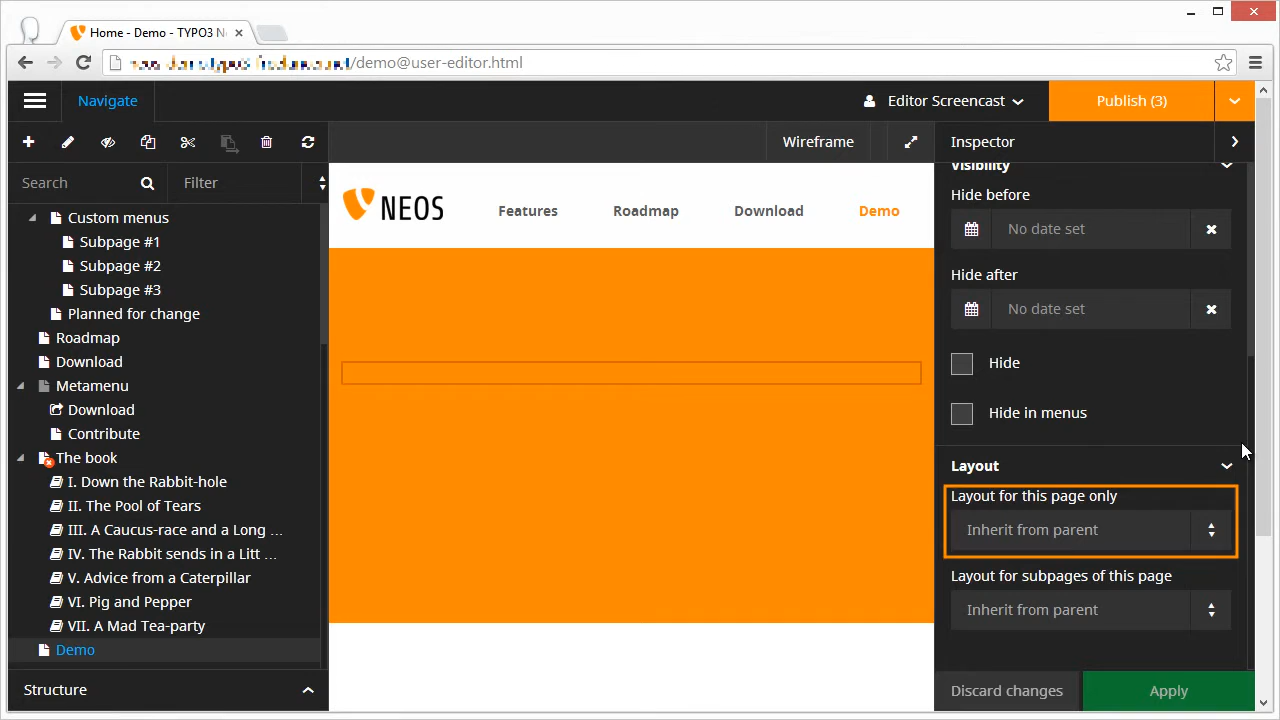 Home - Demo - TYPO3 N
/demo@user-editor.html
Navigate
Editor Screencast
Publish (3)
Wireframe
Inspector
Search
Filter
Custom menus
Subpage #1
Subpage #2
Subpage #3
Planned for change
Roadmap
Download
Metamenu
Download
Contribute
The book
I. Down the Rabbit-hole
II. The Pool of Tears
III. A Caucus-race and a Long ...
IV. The Rabbit sends in a Litt ...
V. Advice from a Caterpillar
VI. Pig and Pepper
VII. A Mad Tea-party
Demo
Structure
NEOS
Features
Roadmap
Download
Demo
Visibility
Hide before
No date set
Hide after
No date set
Hide
Hide in menus
Layout
Layout for this page only
Inherit from parent
Layout for subpages of this page
Inherit from parent
Discard changes
Apply